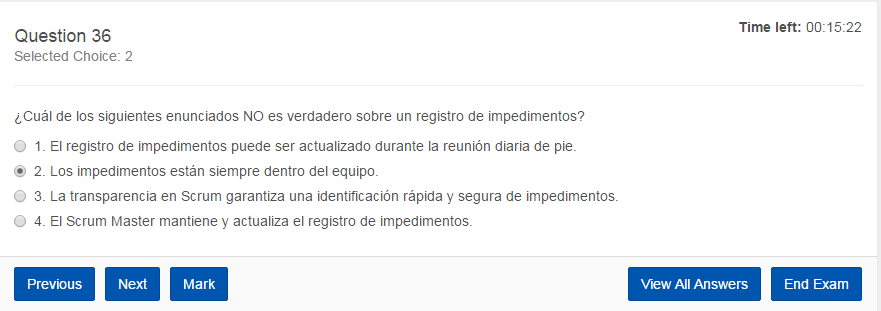 Question 36
Time left: 00:15:22
Selected Choice: 2
¿Cuál de los siguientes enunciados NO es verdadero sobre un registro de impedimentos?
1. El registro de impedimentos puede ser actualizado durante la reunión diaria de pie.
2. Los impedimentos están siempre dentro del equipo.
3. La transparencia en Scrum garantiza una identificación rápida y segura de impedimentos.
4. El Scrum Master mantiene y actualiza el registro de impedimentos.
Previous Next Mark View All Answers End Exam